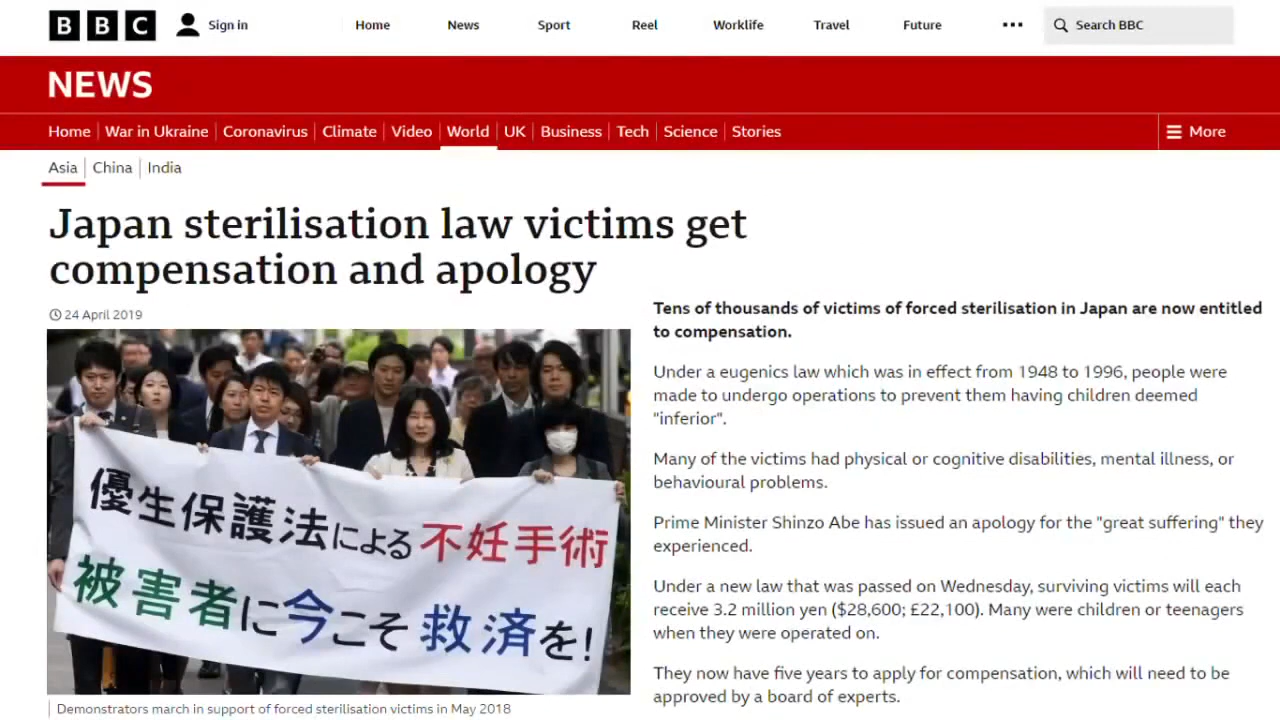 BBC
Sign in
Home
News
Sport
Reel
Worklife
Travel
Future
Search BBC
NEWS
Home
War in Ukraine
Coronavirus
Climate
Video
World
UK
Business
Tech
Science
Stories
More
Asia
China
India
Japan sterilisation law victims get
compensation and apology
24 April 2019
優生保護法による不妊手術
被害者に今こそ救済を!
Demonstrators march in support of forced sterilisation victims in May 2018
Tens of thousands of victims of forced sterilisation in Japan are now entitled
to compensation.
Under a eugenics law which was in effect from 1948 to 1996, people were
made to undergo operations to prevent them having children deemed
"inferior".
Many of the victims had physical or cognitive disabilities, mental illness, or
behavioural problems.
Prime Minister Shinzo Abe has issued an apology for the "great suffering" they
experienced.
Under a new law that was passed on Wednesday, surviving victims will each
receive 3.2 million yen ($28,600; £22,100). Many were children or teenagers
when they were operated on.
They now have five years to apply for compensation, which will need to be
approved by a board of experts.